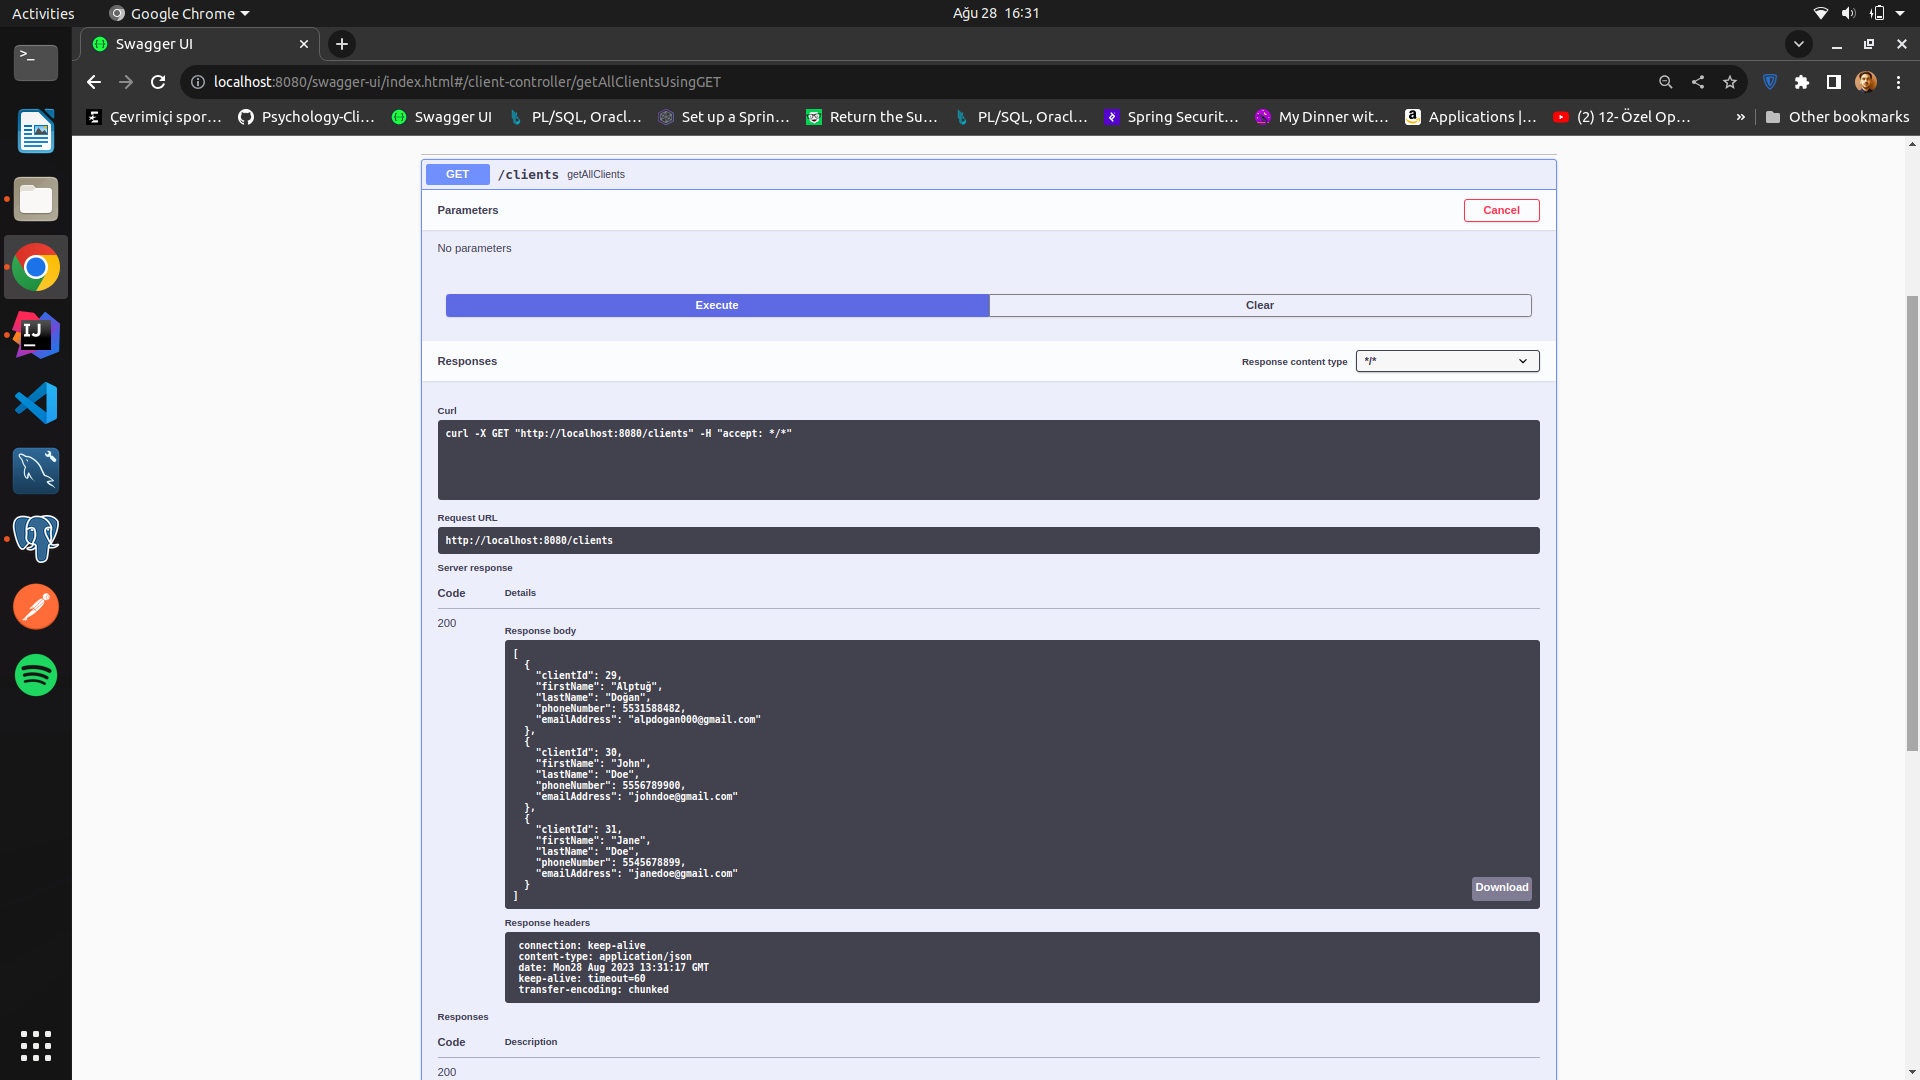 Activities
Google Chrome
Ağu 28 16:31
Swagger UI
localhost:8080/swagger-ui/index.html#/client-controller/getAllClientsUsingGET
Çevrimiçi spor…
Psychology-Cli…
Swagger UI
PL/SQL, Oracl…
Set up a Sprin…
Return the Su…
PL/SQL, Oracl…
Spring Securit…
My Dinner wit…
Applications |…
(2) 12- Özel Op…
»
Other bookmarks
GET /clients getAllClients
Parameters
Cancel
No parameters
Execute
Clear
Responses
Response content type
*/*
Curl
curl -X GET "http://localhost:8080/clients" -H "accept: */*"
Request URL
http://localhost:8080/clients
Server response
Code Details
200
Response body
[
  {
    "clientId": 29,
    "firstName": "Alptuğ",
    "lastName": "Doğan",
    "phoneNumber": 5531588482,
    "emailAddress": "alpdogan000@gmail.com"
  },
  {
    "clientId": 30,
    "firstName": "John",
    "lastName": "Doe",
    "phoneNumber": 5556789900,
    "emailAddress": "johndoe@gmail.com"
  },
  {
    "clientId": 31,
    "firstName": "Jane",
    "lastName": "Doe",
    "phoneNumber": 5545678899,
    "emailAddress": "janedoe@gmail.com"
  }
]
Download
Response headers
connection: keep-alive
content-type: application/json
date: Mon28 Aug 2023 13:31:17 GMT
keep-alive: timeout=60
transfer-encoding: chunked
Responses
Code Description
200